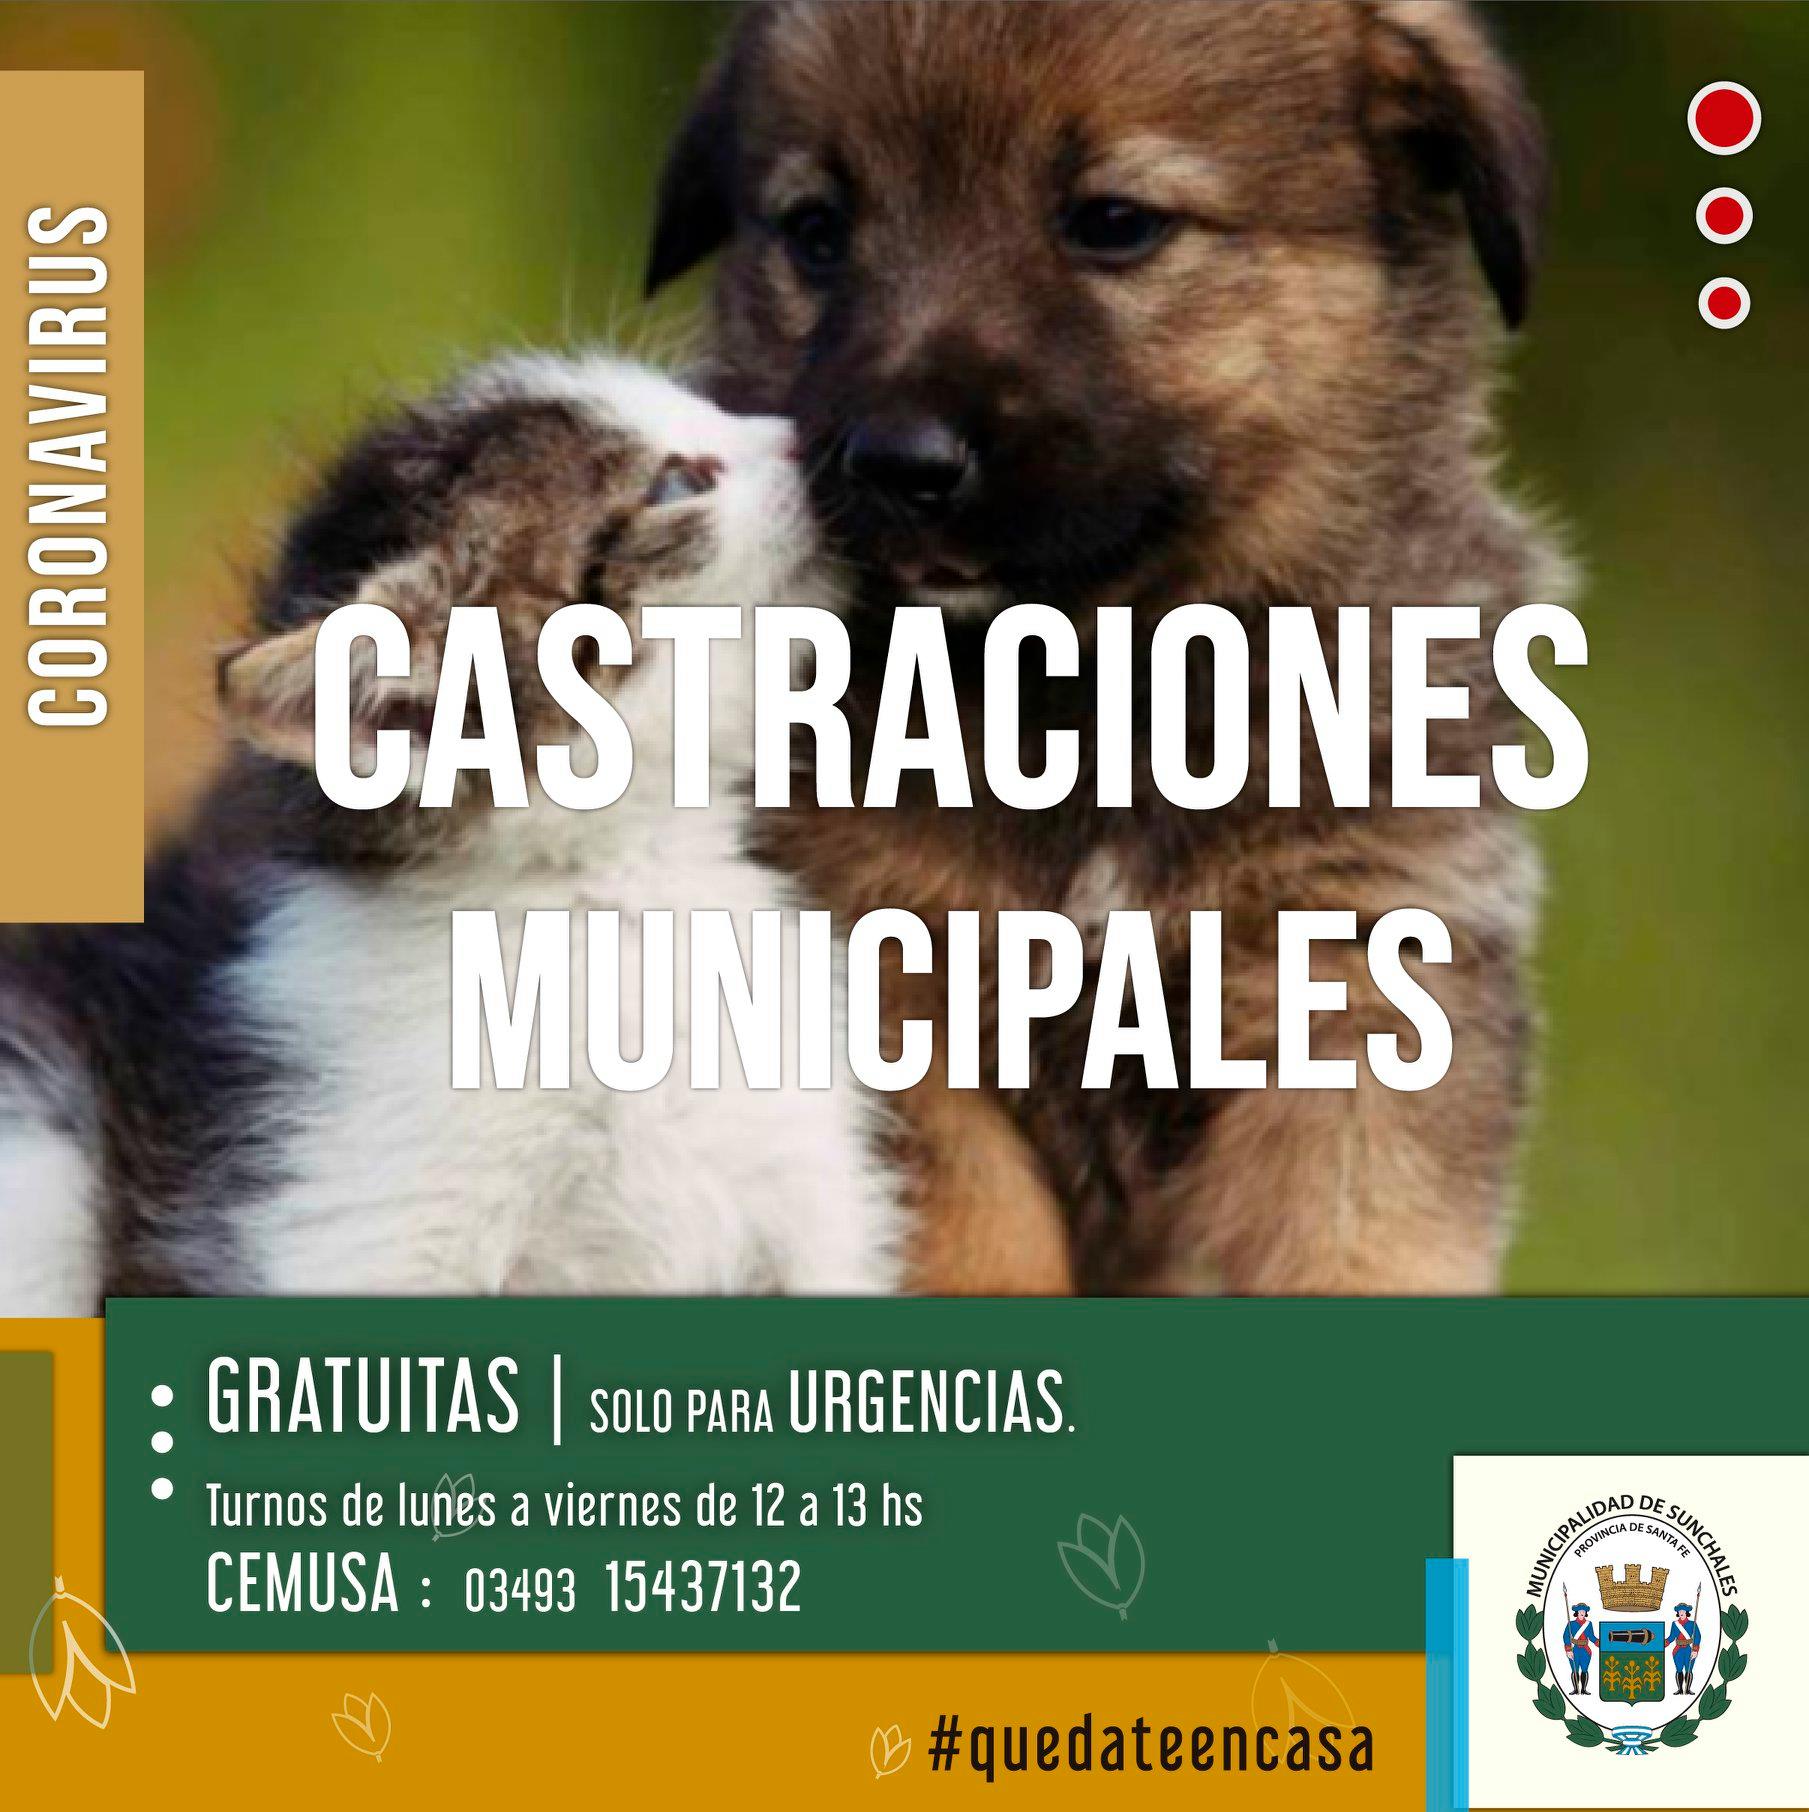 CORONAVIRUS
CASTRACIONES
MUNICIPALES
GRATUITAS | SOLO PARA URGENCIAS.
Turnos de lunes a viernes de 12 a 13 hs
CEMUSA : 03493 15437132
#quedateencasa
MUNICIPALIDAD DE SUNCHALES
PROVINCIA DE SANTA FE